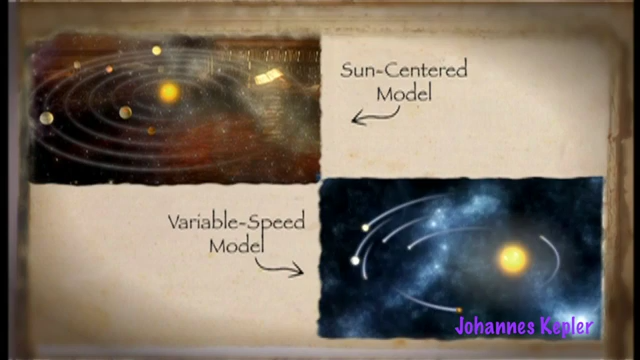 Sun-Centered
Model
Variable-Speed
Model
Johannes Kepler